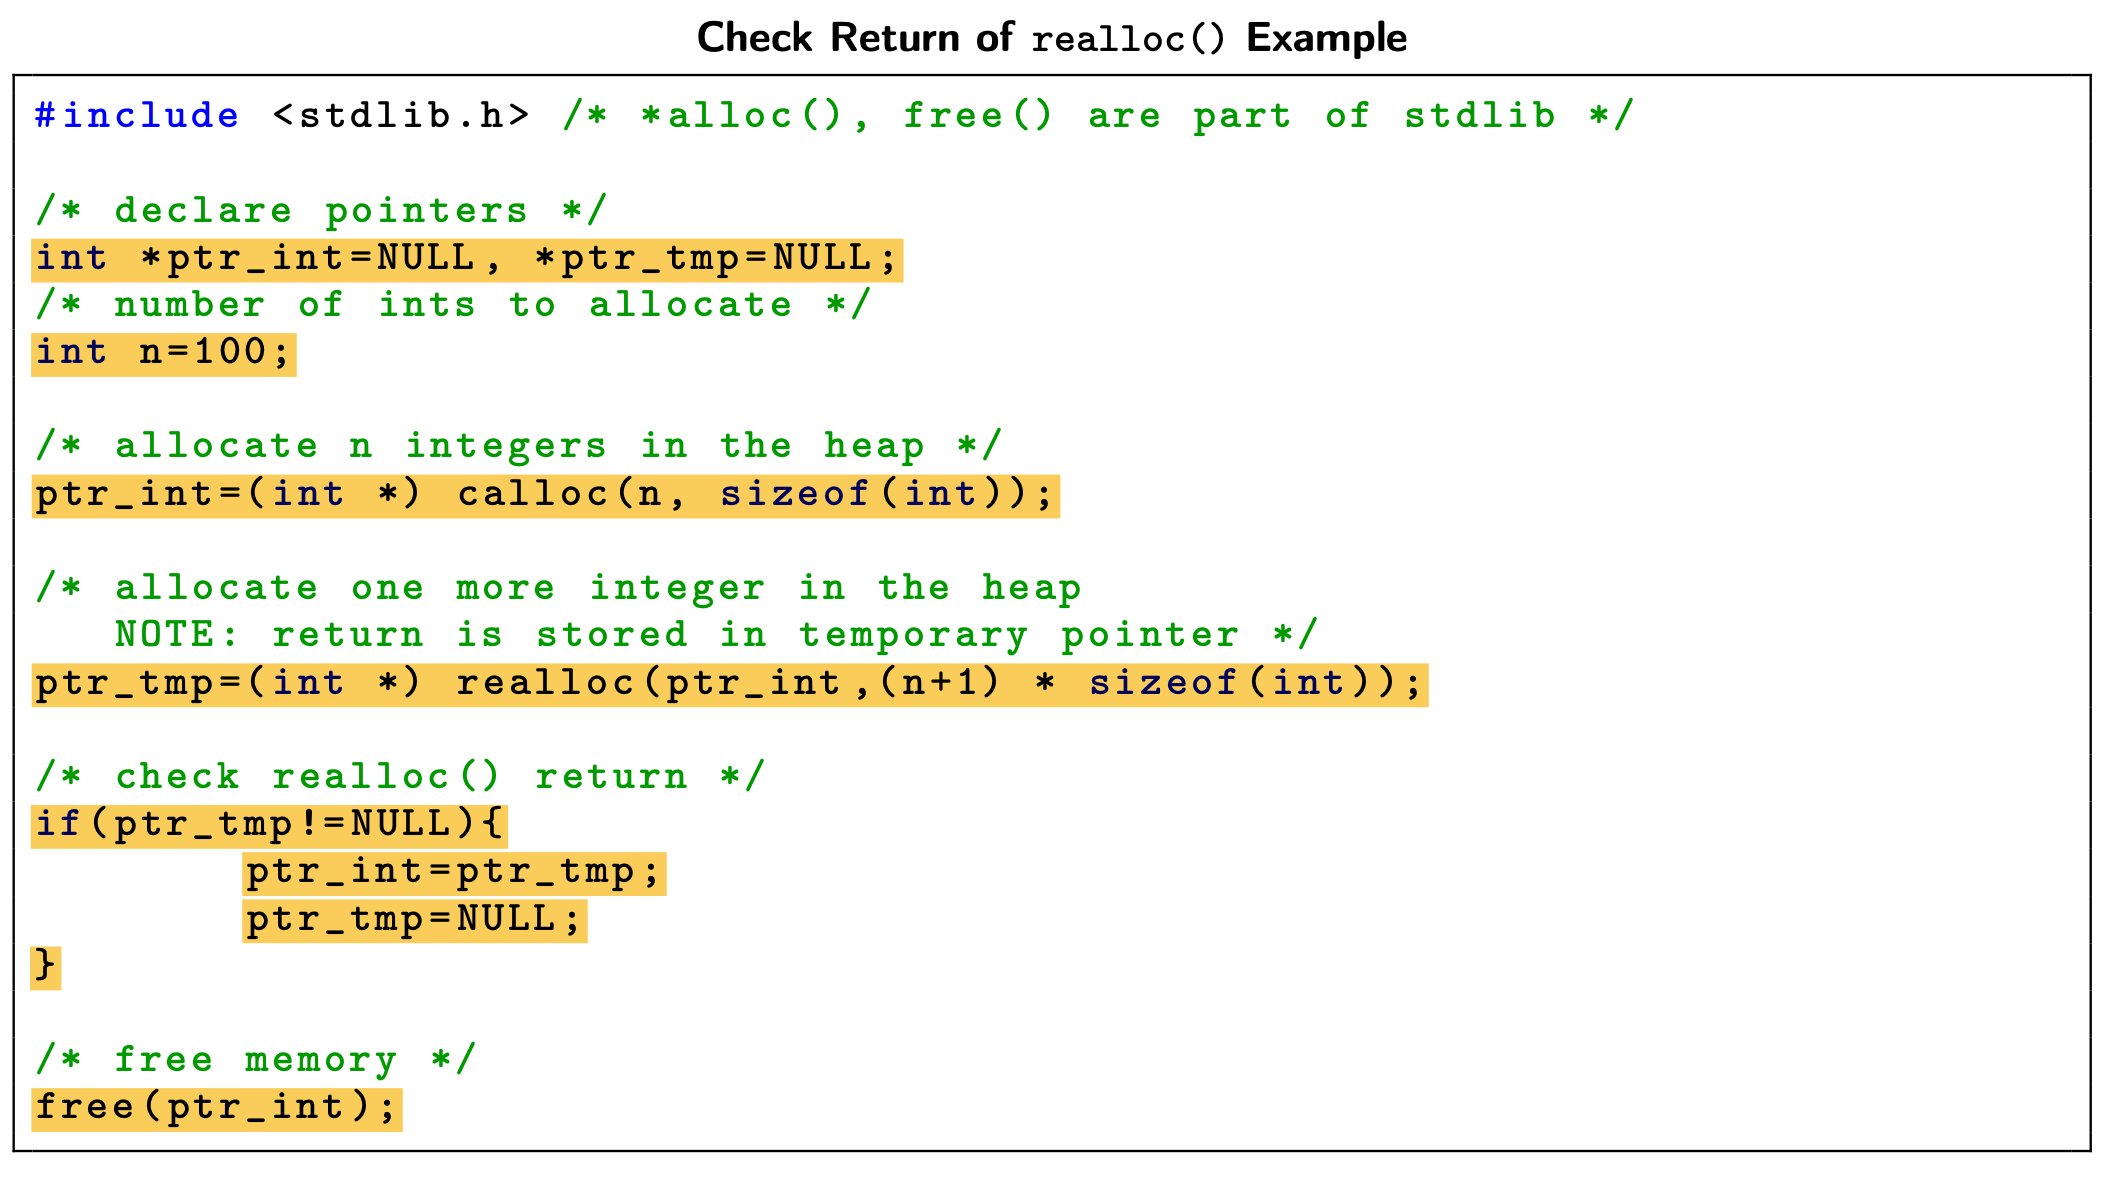 Check Return of realloc() Example
#include <stdlib.h> /* *alloc(), free() are part of stdlib */
/* declare pointers */
int *ptr_int=NULL, *ptr_tmp=NULL;
/* number of ints to allocate */
int n=100;
/* allocate n integers in the heap */
ptr_int=(int *) calloc(n, sizeof(int));
/* allocate one more integer in the heap
   NOTE: return is stored in temporary pointer */
ptr_tmp=(int *) realloc(ptr_int,(n+1) * sizeof(int));
/* check realloc() return */
if(ptr_tmp!=NULL){
        ptr_int=ptr_tmp;
        ptr_tmp=NULL;
}
/* free memory */
free(ptr_int);